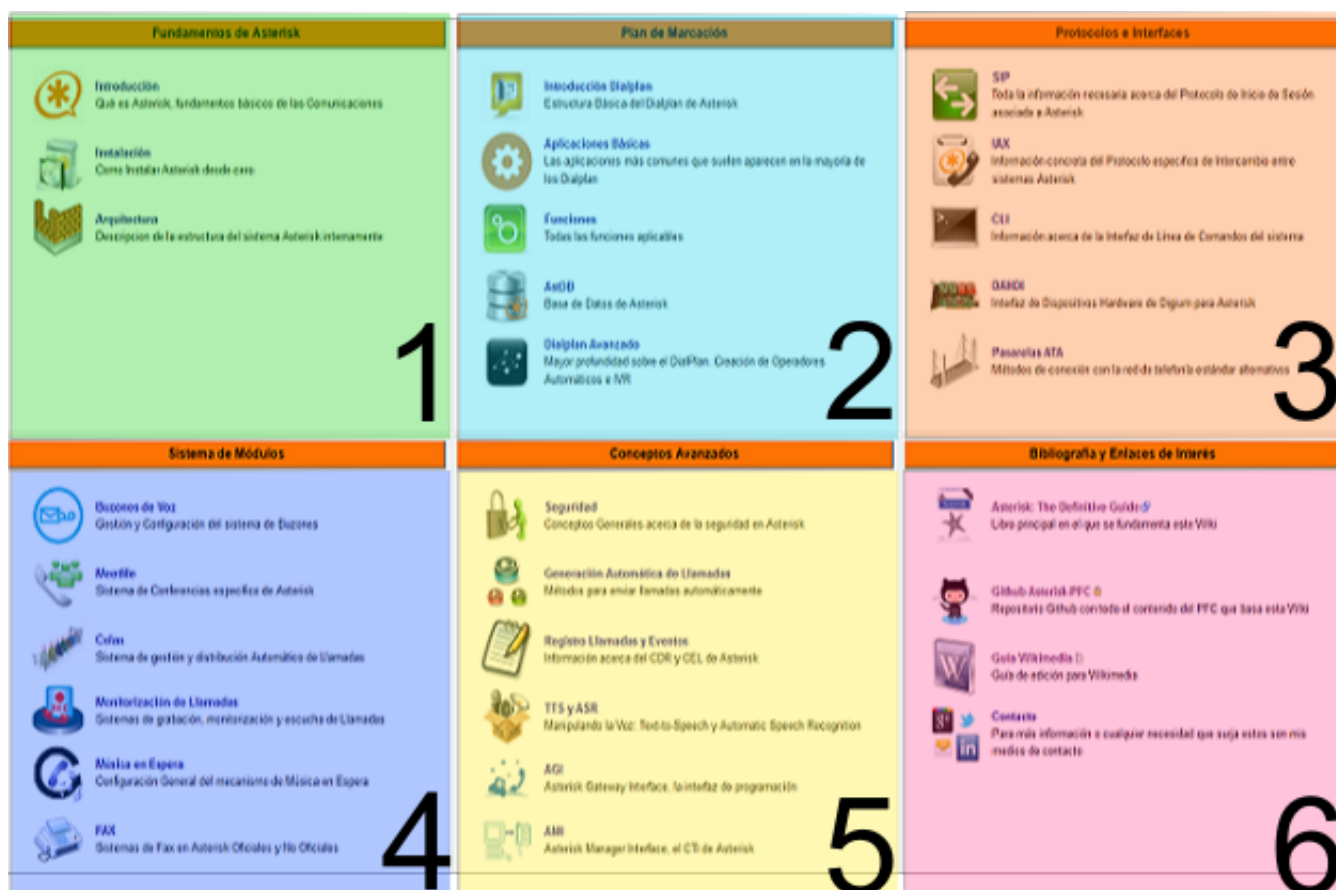 Fundamentos de Asterisk
Introducción
Qué es Asterisk, fundamentos básicos de las Comunicaciones
Instalación
Como Instalar Asterisk desde cero
Arquitectura
Descripcion de la estructura del sistema Asterisk internamente
1
Plan de Marcación
Introducción Dialplan
Estructura Básica del Dialplan de Asterisk
Aplicaciones Básicas
Las aplicaciones más comunes que suelen aparecen en la mayoría de
los Dialplan
Funciones
Todas las funciones aplicables
AstDB
Base de Datos de Asterisk
Dialplan Avanzado
Mayor profundidad sobre el DialPlan. Creación de Operadores
Automáticos e IVR
2
Protocolos e Interfaces
SIP
Toda la información necesaria acerca del Protocolo de Inicio de Sesión
asociado a Asterisk
IAX
Información concreta del Protocolo específica de Intercambio entre
sistemas Asterisk
CLI
Información acerca de la Interfaz de Línea de Comandos del sistema
DAHDI
Interfaz de Dispositivos Hardware de Digium para Asterisk
Pasarelas ATA
Métodos de conexión con la red de telefonía estándar alternativos
3
Sistema de Módulos
Buzones de Voz
Gestión y Configuración del sistema de Buzones
MeetMe
Sistema de Conferencias específica de Asterisk
Colas
Sistema de gestión y distribución Automático de Llamadas
Monitorización de Llamadas
Sistemas de grabación, monitorización y escucha de Llamadas
Música en Espera
Configuración General del mecanismo de Música en Espera
FAX
Sistemas de Fax en Asterisk Oficiales y No Oficiales
4
Conceptos Avanzados
Seguridad
Conceptos Generales acerca de la seguridad en Asterisk
Generación Automática de Llamadas
Métodos para enviar llamadas automáticamente
Registro Llamadas y Eventos
Información acerca del CDR y CEL de Asterisk
TTS y ASR
Manipulando la Voz: Text-to-Speech y Automatic Speech Recognition
AGI
Asterisk Gateway Interface, la interfaz de programación
AMI
Asterisk Manager Interface, el CTI de Asterisk
5
Bibliografía y Enlaces de Interés
Asterisk: The Definitive Guide
Libro principal en el que se fundamenta este Wiki
Github Asterisk PFC
Repositorio Github con todo el contenido del PFC que basa esta Wiki
W
Guía Wikimedia
Guía de edición para Wikimedia
in
Contacto
Para más información o cualquier necesidad que surja estos son mis
medios de contacto
6